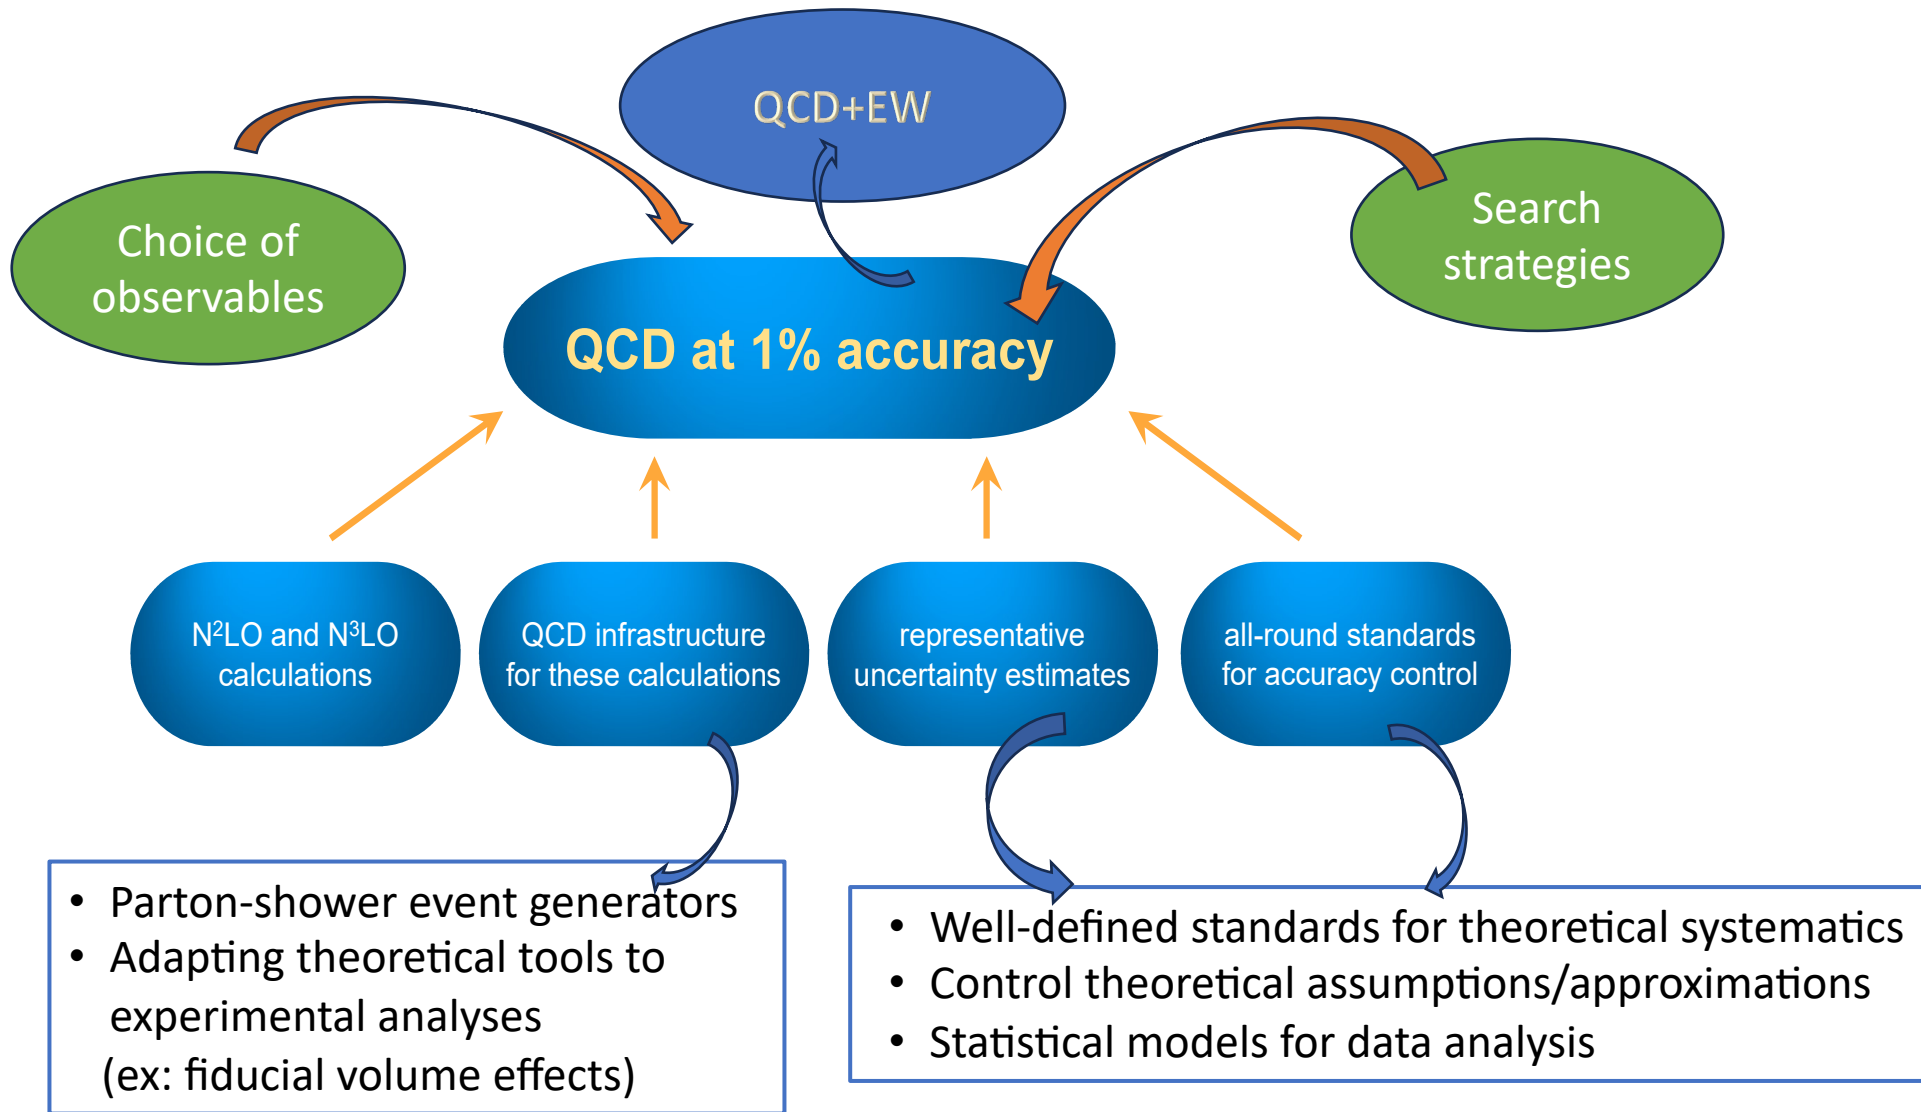 QCD+EW
Choice of
observables
Search
strategies
QCD at 1% accuracy
N²LO and N³LO
calculations
QCD infrastructure
for these calculations
representative
uncertainty estimates
all-round standards
for accuracy control
• Parton-shower event generators
• Adapting theoretical tools to
experimental analyses
(ex: fiducial volume effects)
• Well-defined standards for theoretical systematics
• Control theoretical assumptions/approximations
• Statistical models for data analysis